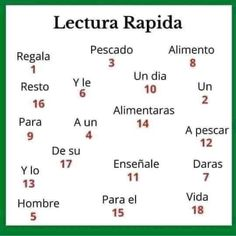 Lectura Rapida
Regala
1
Pescado
3
Alimento
8
Resto
16
Y le
6
Un dia
10
Un
2
Para
9
A un
4
Alimentaras
14
A pescar
12
De su
17
Y lo
13
Enseñale
11
Daras
7
Hombre
5
Para el
15
Vida
18